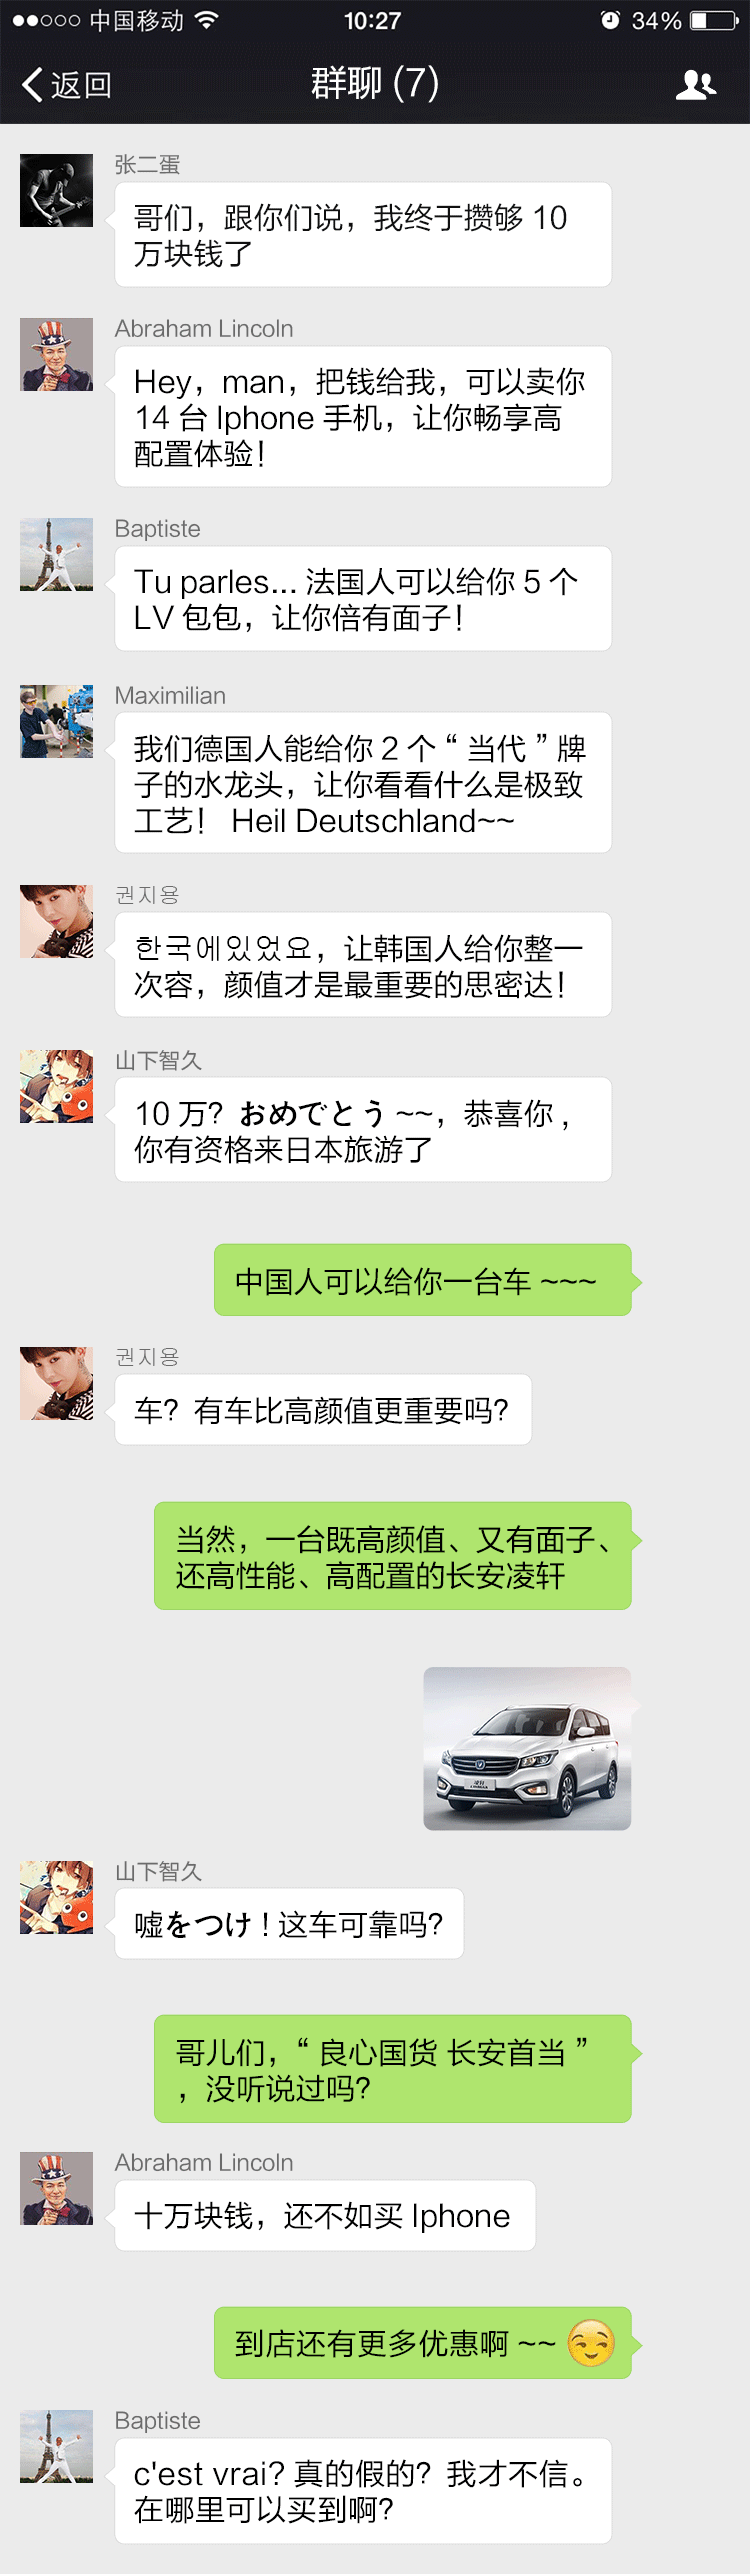 中国移动 10:27 34%
返回 群聊 (7)
张二蛋
哥们，跟你们说，我终于攒够 10
万块钱了
Abraham Lincoln
Hey，man，把钱给我，可以卖你
14 台 Iphone 手机，让你畅享高
配置体验！
Baptiste
Tu parles... 法国人可以给你 5 个
LV 包包，让你倍有面子！
Maximilian
我们德国人能给你 2 个 “ 当代 ” 牌
子的水龙头，让你看看什么是极致
工艺！ Heil Deutschland~~
권지용
한국에있었요，让韩国人给你整一
次容，颜值才是最重要的思密达！
山下智久
10 万？おめでとう ~~，恭喜你 ,
你有资格来日本旅游了
中国人可以给你一台车 ~~~
권지용
车？有车比高颜值更重要吗？
当然，一台既高颜值、又有面子、
还高性能、高配置的长安凌轩
凌轩
山下智久
嘘をつけ ! 这车可靠吗？
哥儿们，“ 良心国货 长安首当 ”
，没听说过吗？
Abraham Lincoln
十万块钱，还不如买 Iphone
到店还有更多优惠啊 ~~
Baptiste
c'est vrai? 真的假的？我才不信。
在哪里可以买到啊？